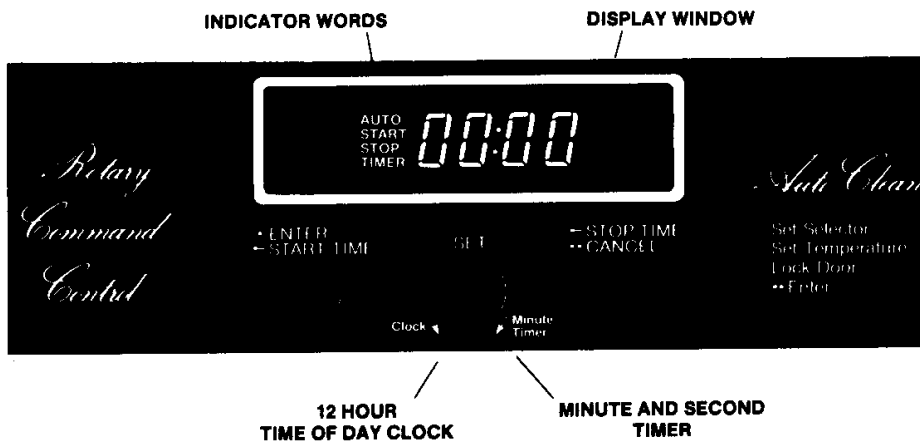 INDICATOR WORDS
DISPLAY WINDOW
AUTO
START
STOP
TIMER
00:00
Rotary
Command
Control
• ENTER
←START TIME
SET
←STOP TIME
••CANCEL
Auto Clean
Set Selector
Set Temperature
Lock Door
••Enter
Clock
Minute
Timer
12 HOUR
TIME OF DAY CLOCK
MINUTE AND SECOND
TIMER